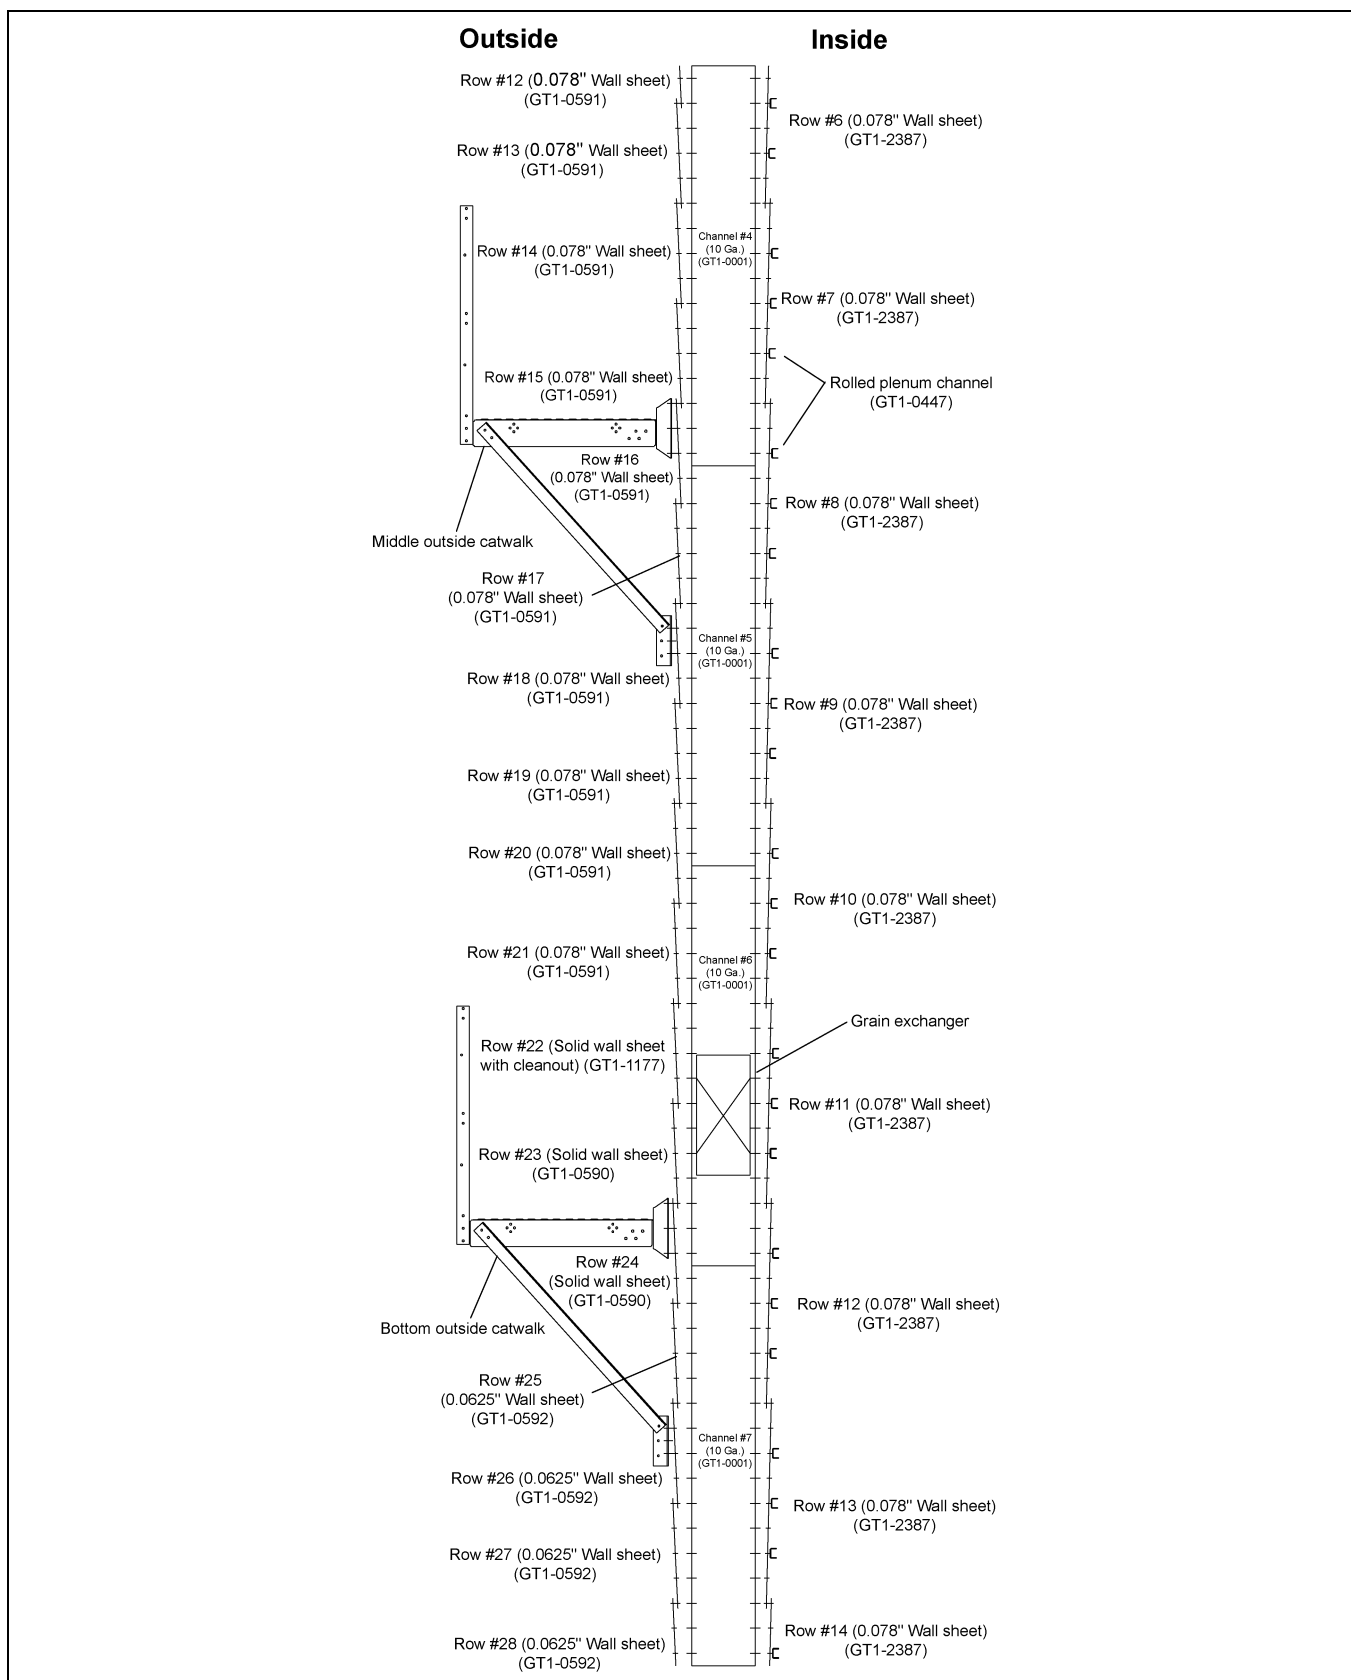 Outside
Inside
Row #12 (0.078" Wall sheet)
(GT1-0591)
Row #6 (0.078" Wall sheet)
(GT1-2387)
Row #13 (0.078" Wall sheet)
(GT1-0591)
Channel #4
(10 Ga.)
(GT1-0001)
Row #14 (0.078" Wall sheet)
(GT1-0591)
Row #7 (0.078" Wall sheet)
(GT1-2387)
Row #15 (0.078" Wall sheet)
(GT1-0591)
Rolled plenum channel
(GT1-0447)
Row #16
(0.078" Wall sheet)
(GT1-0591)
Row #8 (0.078" Wall sheet)
(GT1-2387)
Middle outside catwalk
Row #17
(0.078" Wall sheet)
(GT1-0591)
Channel #5
(10 Ga.)
(GT1-0001)
Row #18 (0.078" Wall sheet)
(GT1-0591)
Row #9 (0.078" Wall sheet)
(GT1-2387)
Row #19 (0.078" Wall sheet)
(GT1-0591)
Row #20 (0.078" Wall sheet)
(GT1-0591)
Row #10 (0.078" Wall sheet)
(GT1-2387)
Row #21 (0.078" Wall sheet)
(GT1-0591)
Channel #6
(10 Ga.)
(GT1-0001)
Grain exchanger
Row #22 (Solid wall sheet
with cleanout) (GT1-1177)
Row #11 (0.078" Wall sheet)
(GT1-2387)
Row #23 (Solid wall sheet)
(GT1-0590)
Row #24
(Solid wall sheet)
(GT1-0590)
Row #12 (0.078" Wall sheet)
(GT1-2387)
Bottom outside catwalk
Row #25
(0.0625" Wall sheet)
(GT1-0592)
Channel #7
(10 Ga.)
(GT1-0001)
Row #26 (0.0625" Wall sheet)
(GT1-0592)
Row #13 (0.078" Wall sheet)
(GT1-2387)
Row #27 (0.0625" Wall sheet)
(GT1-0592)
Row #14 (0.078" Wall sheet)
(GT1-2387)
Row #28 (0.0625" Wall sheet)
(GT1-0592)